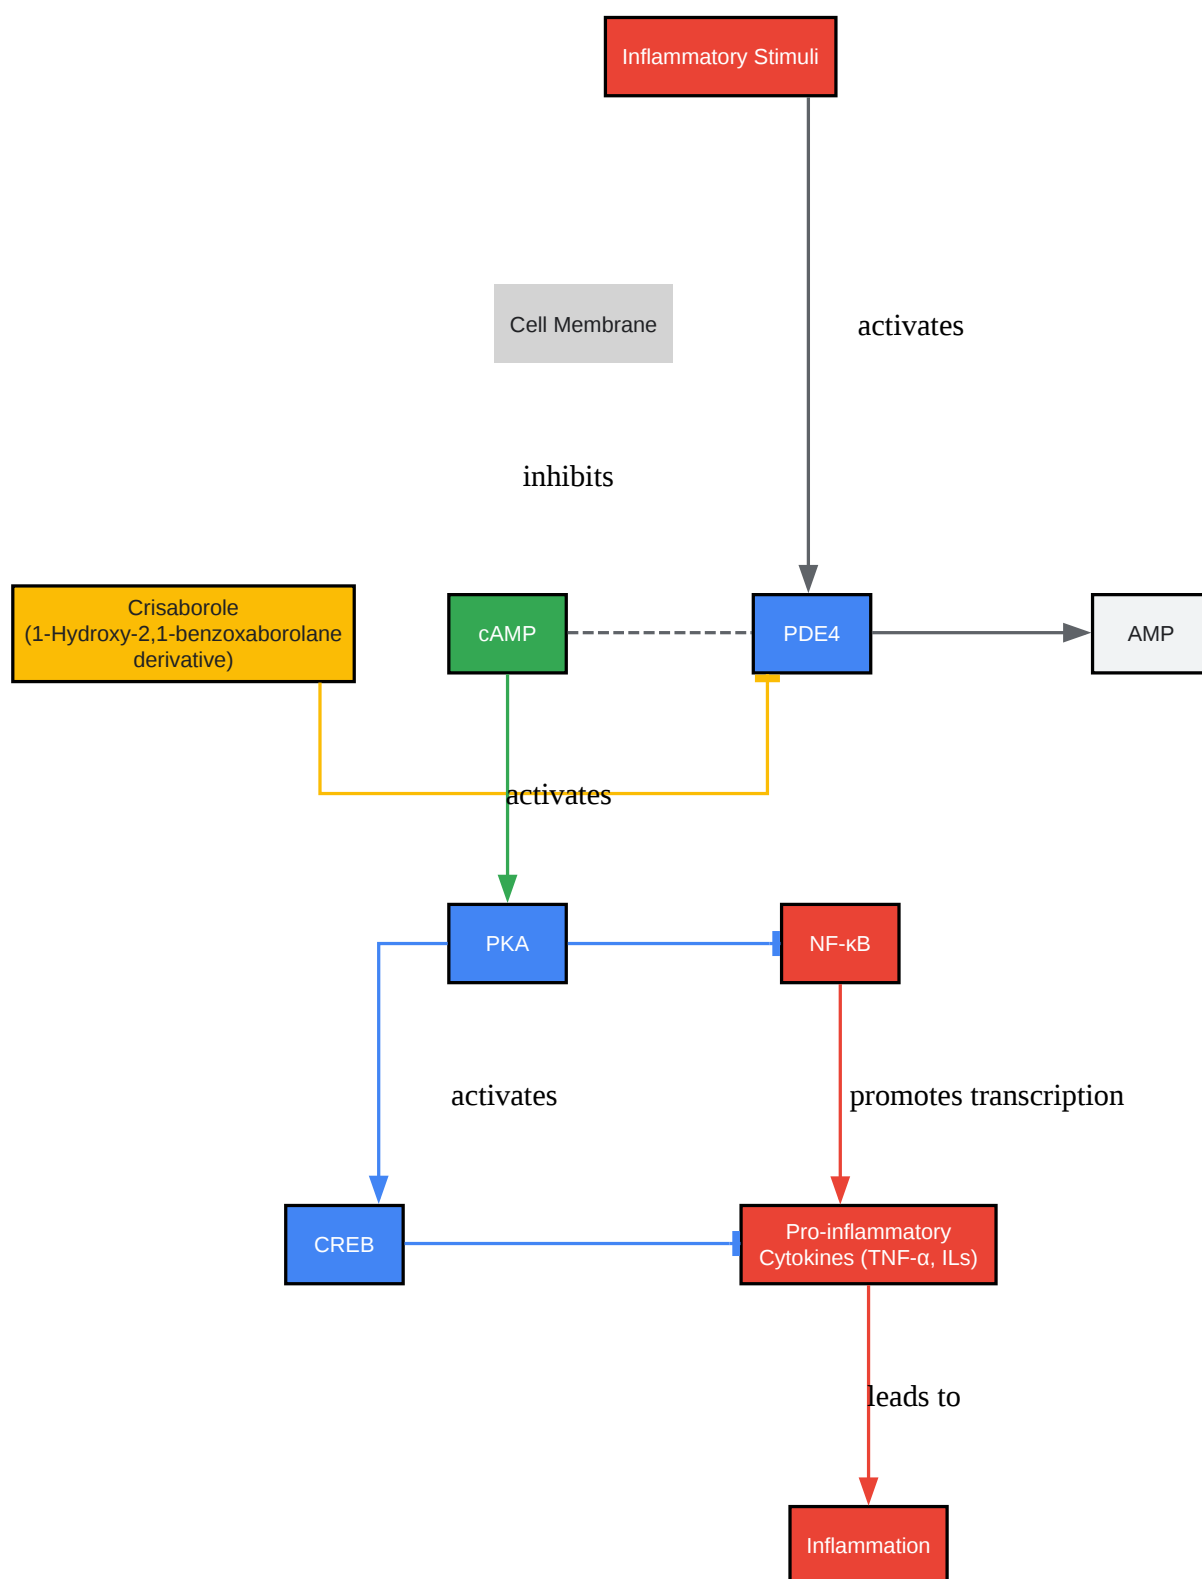 Inflammatory Stimuli
Cell Membrane
activates
inhibits
Crisaborole
(1-Hydroxy-2,1-benzoxaborolane
derivative)
cAMP
PDE4
AMP
activates
PKA
NF-κB
activates
promotes transcription
CREB
Pro-inflammatory
Cytokines (TNF-α, ILs)
leads to
Inflammation